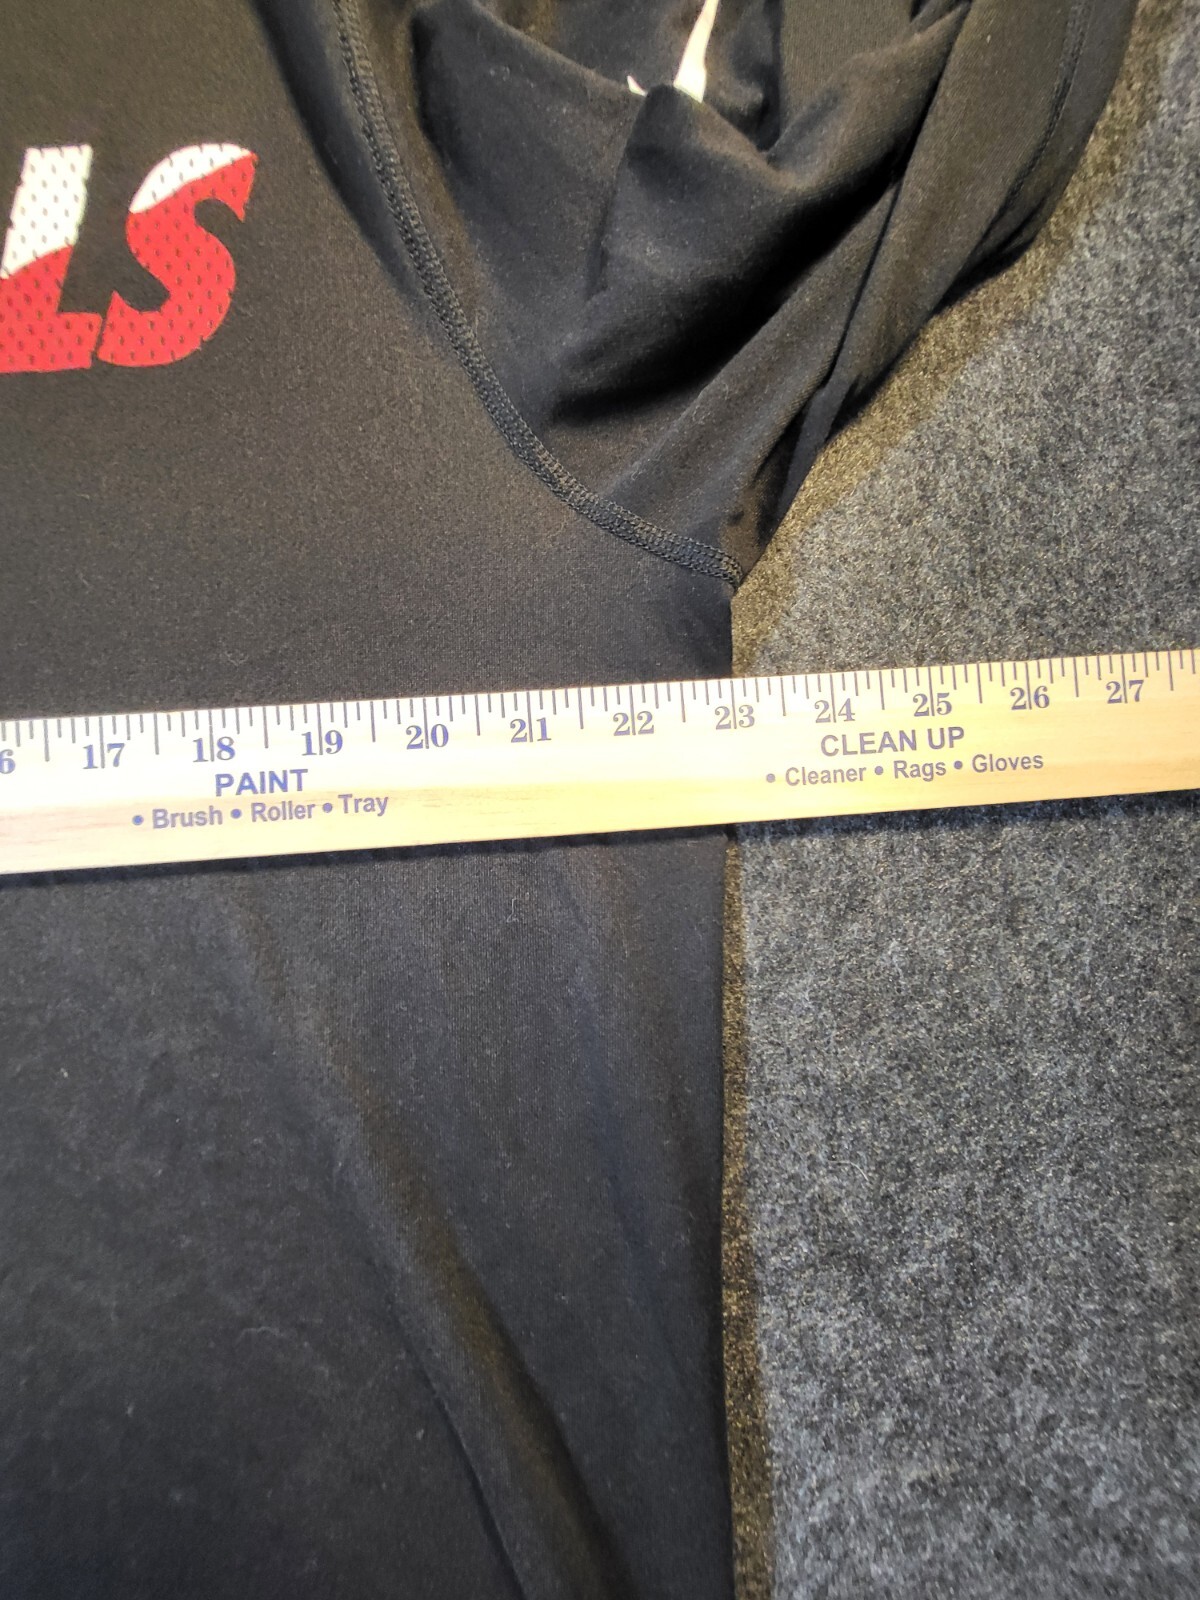 LS
6 17 18 19 20 21 22 23 24 25 26 27
PAINT
• Brush • Roller • Tray
CLEAN UP
• Cleaner • Rags • Gloves